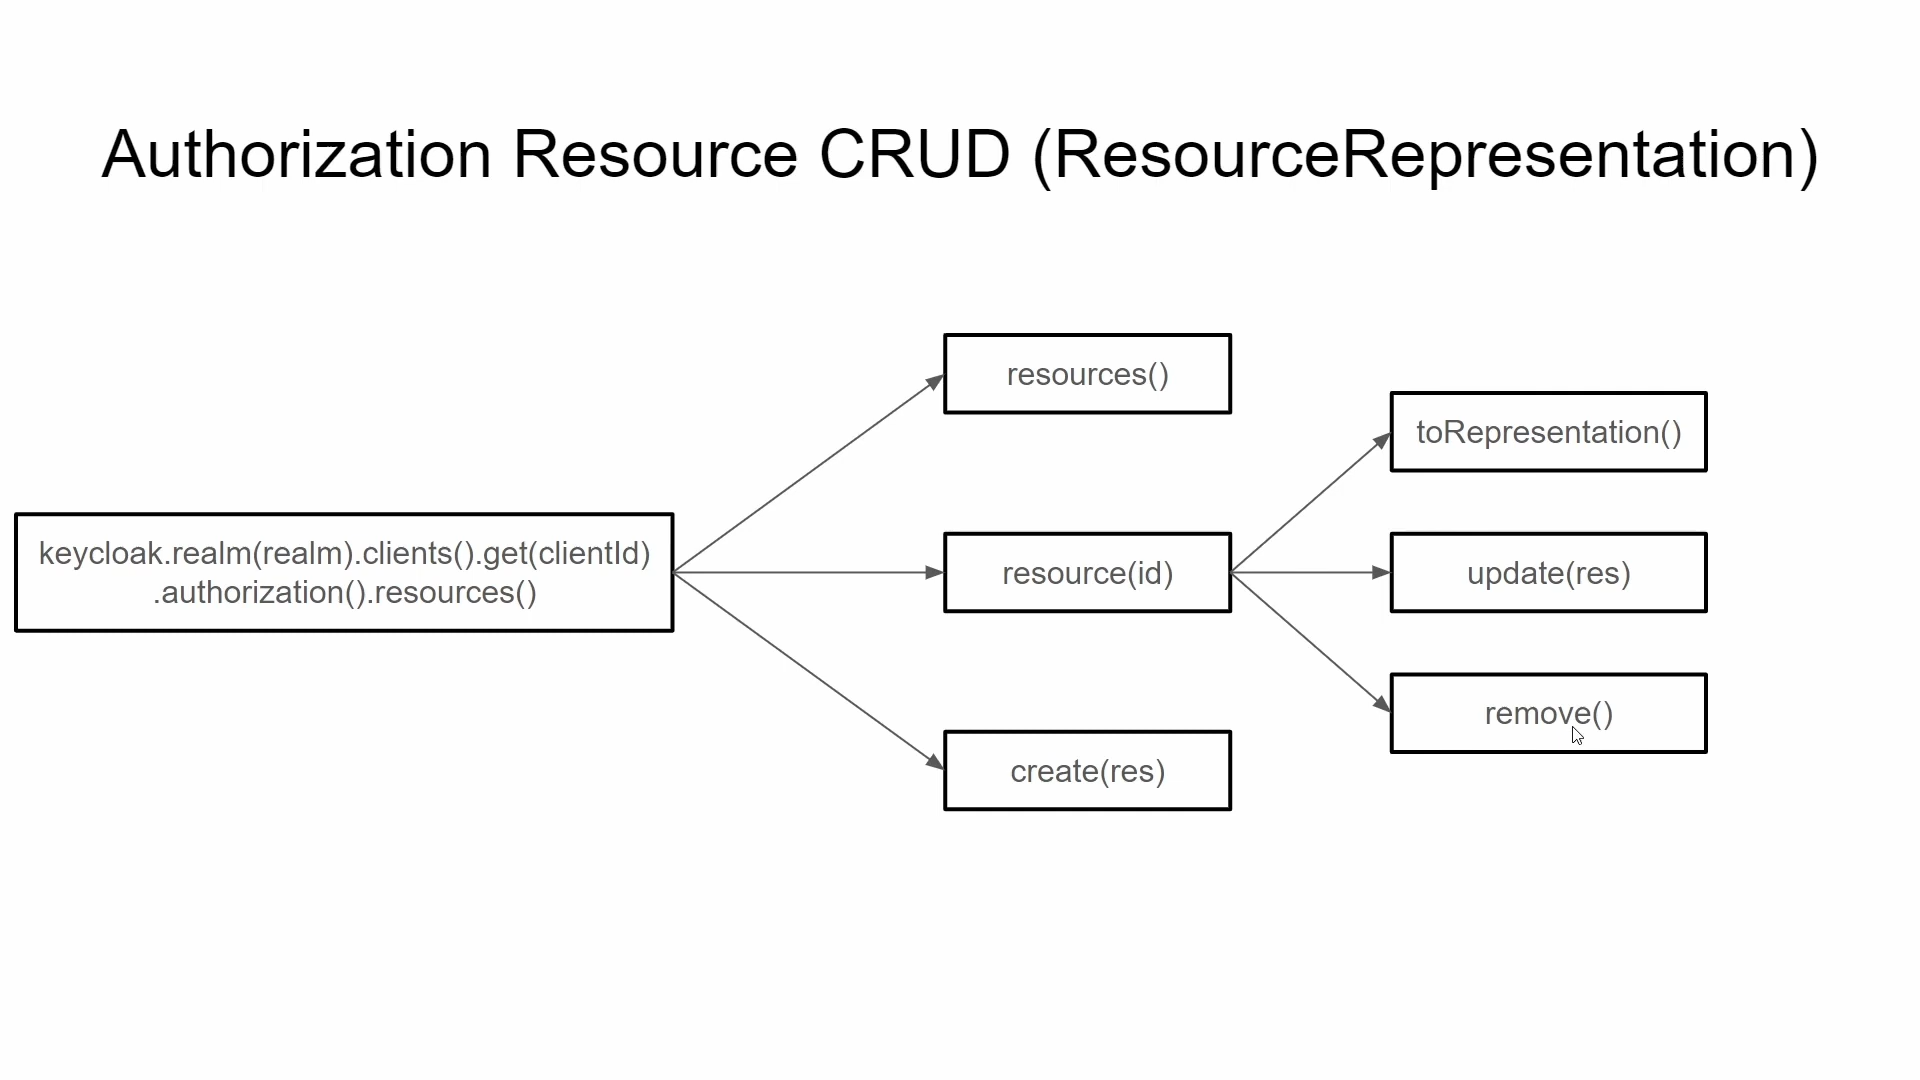 Authorization Resource CRUD (ResourceRepresentation)
keycloak.realm(realm).clients().get(clientId)
.authorization().resources()
resources()
resource(id)
create(res)
toRepresentation()
update(res)
remove()